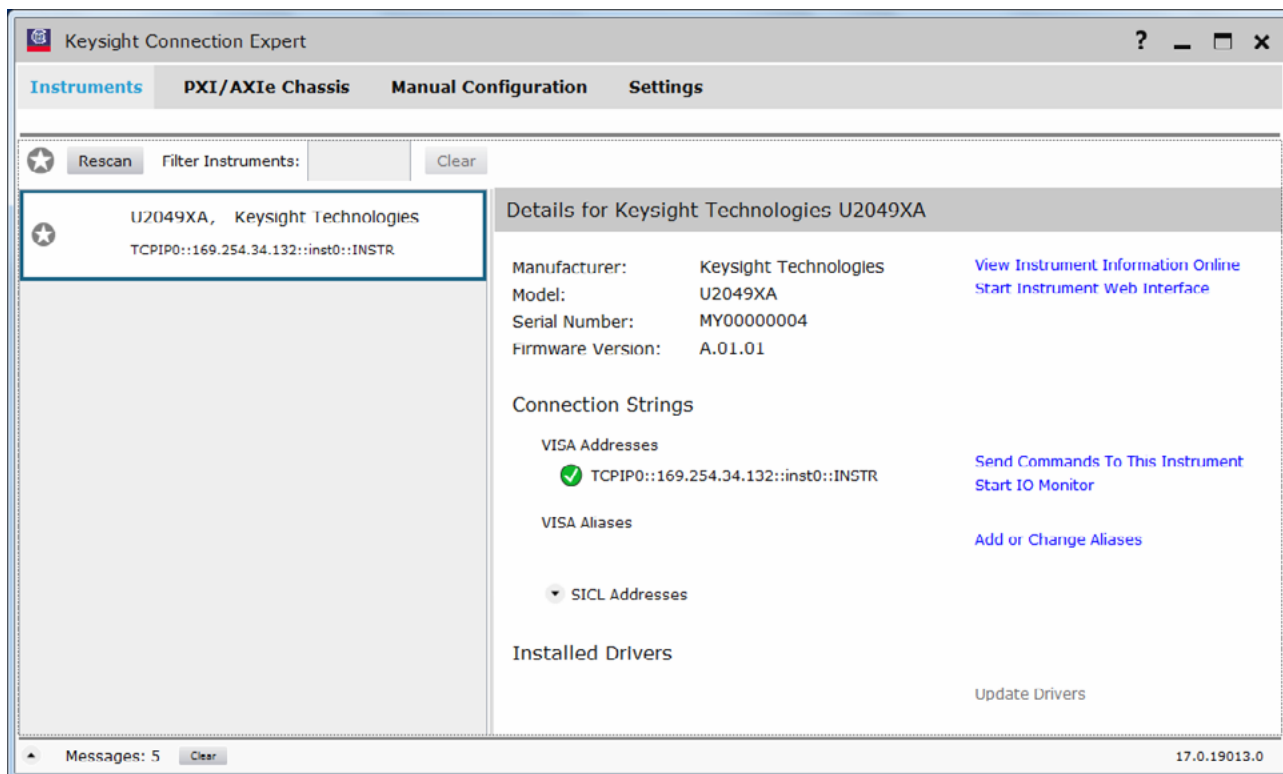 Keysight Connection Expert
?
Instruments PXI/AXIe Chassis Manual Configuration Settings
Rescan Filter Instruments: Clear
U2049XA, Keysight Technologies
TCPIP0::169.254.34.132::inst0::INSTR
Details for Keysight Technologies U2049XA
Manufacturer: Keysight Technologies View Instrument Information Online
Model: U2049XA Start Instrument Web Interface
Serial Number: MY00000004
Firmware Version: A.01.01
Connection Strings
VISA Addresses
TCPIP0::169.254.34.132::inst0::INSTR
Send Commands To This Instrument
Start IO Monitor
VISA Aliases
Add or Change Aliases
SICL Addresses
Installed Drivers
Update Drivers
Messages: 5 Clear 17.0.19013.0